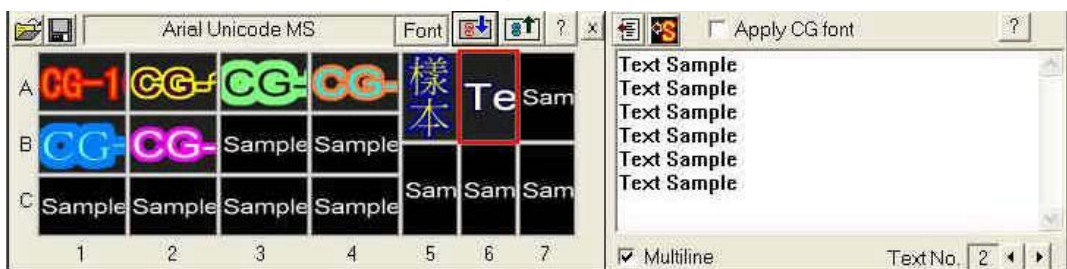 Arial Unicode MS Font ? x
A CG-1 CG- CG- CG- 樣本 Te Sam
B CG- CG- Sample Sample
C Sample Sample Sample Sample Sam Sam Sam
1 2 3 4 5 6 7
Apply CG font ?
Text Sample
Text Sample
Text Sample
Text Sample
Text Sample
Text Sample
Multiline Text No. 2